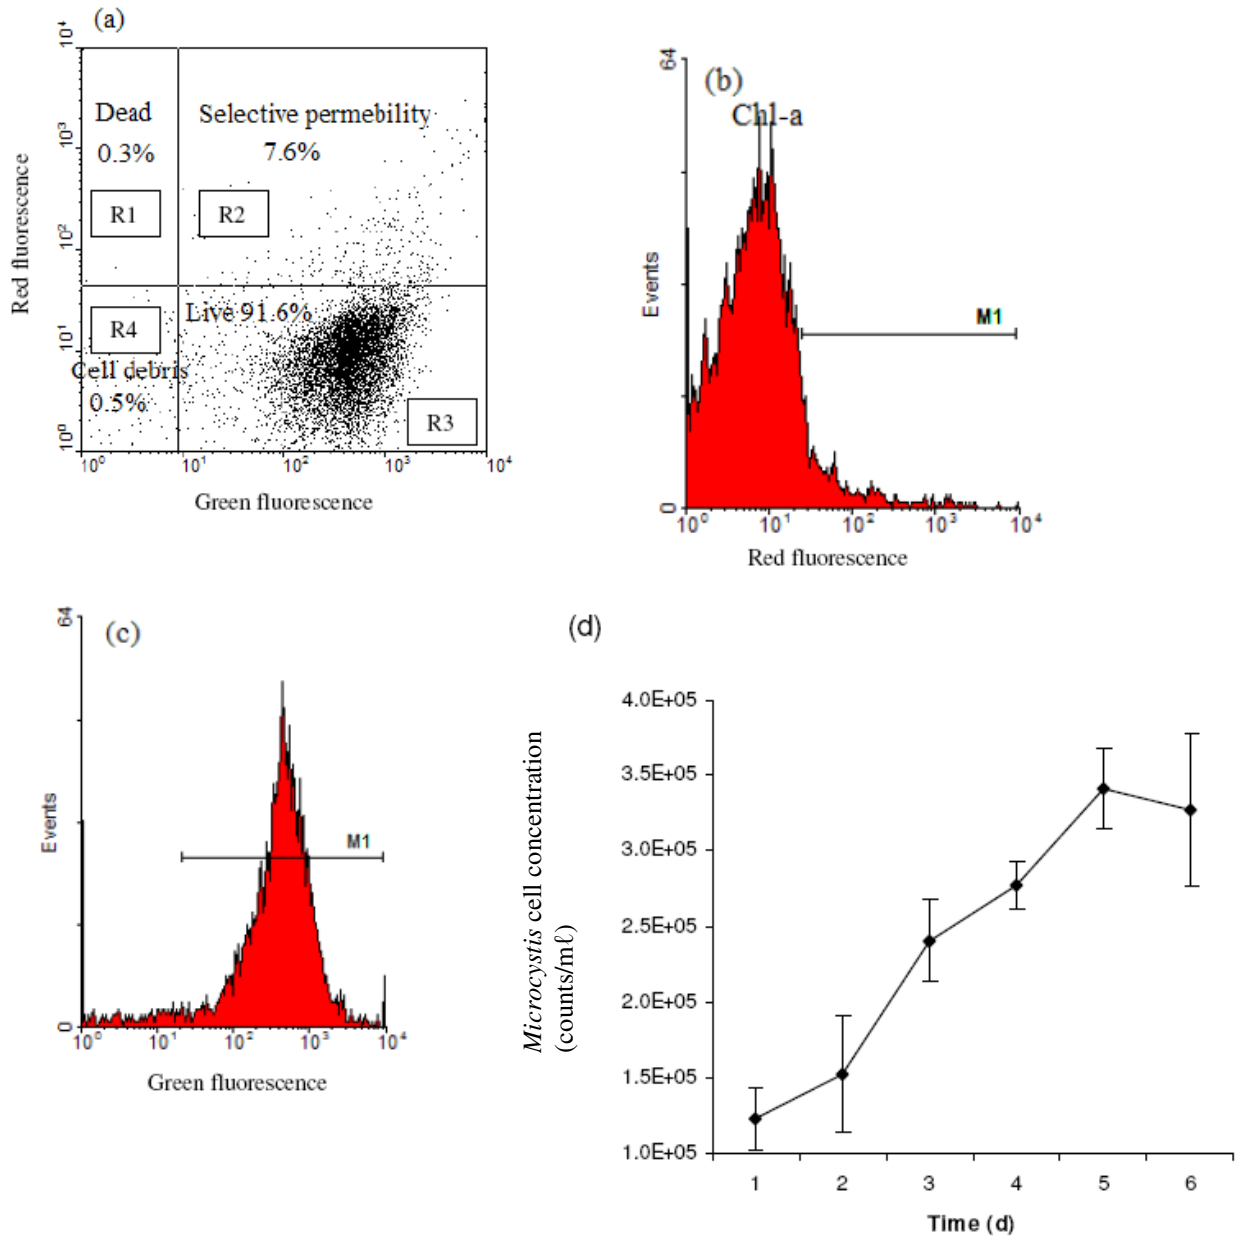 (a)
10⁴
10³
10²
10¹
10⁰
Red fluorescence
Dead
0.3%
R1
Selective permebility
7.6%
R2
R4
Cell debris
0.5%
Live 91.6%
R3
10⁰ 10¹ 10² 10³ 10⁴
Green fluorescence
(b)
Chl-a
64
Events
0
M1
10⁰ 10¹ 10² 10³ 10⁴
Red fluorescence
(c)
64
Events
0
M1
10⁰ 10¹ 10² 10³ 10⁴
Green fluorescence
(d)
Microcystis cell concentration
(counts/mℓ)
4.0E+05
3.5E+05
3.0E+05
2.5E+05
2.0E+05
1.5E+05
1.0E+05
1 2 3 4 5 6
Time (d)